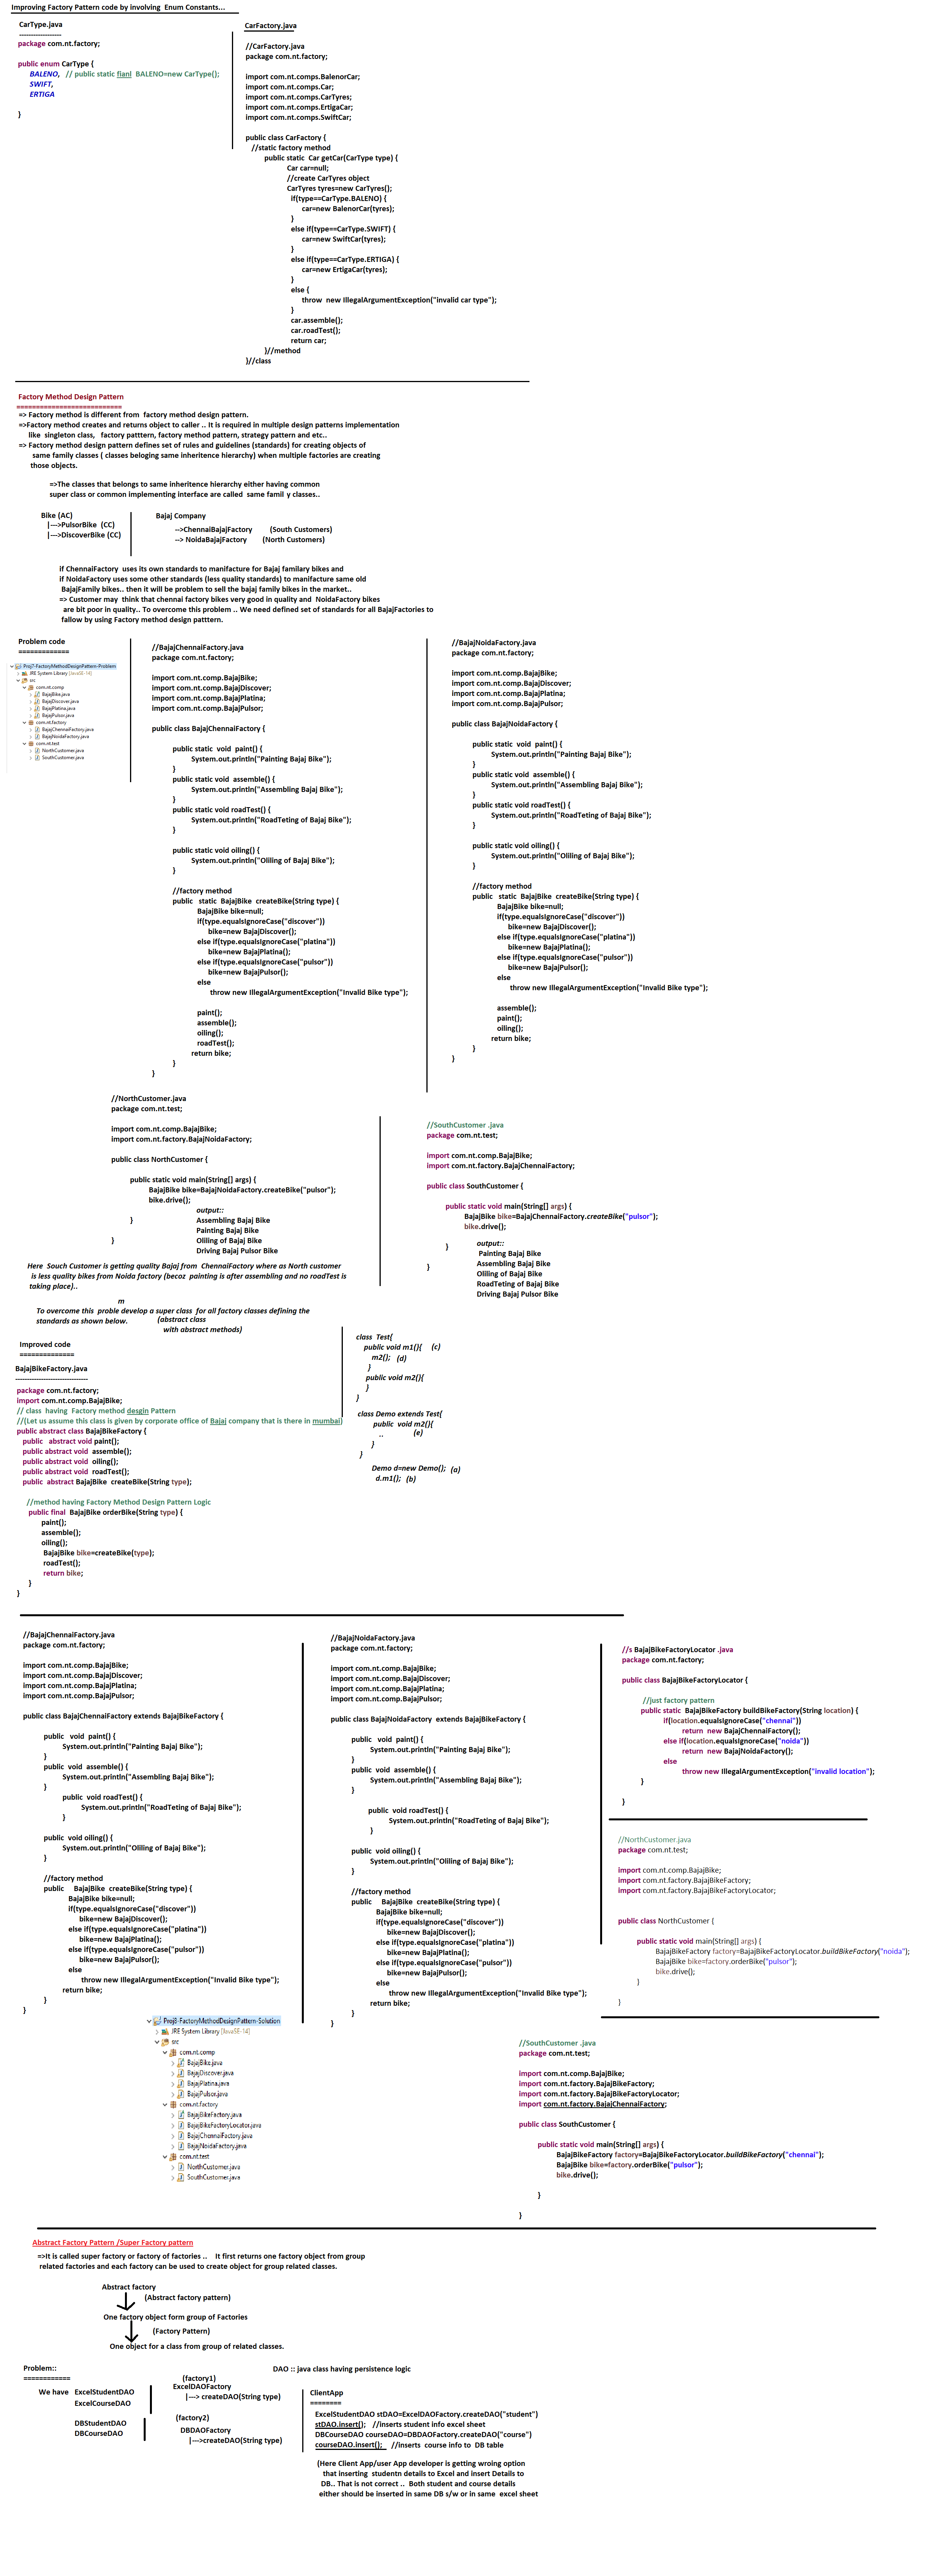 Improving Factory Pattern code by involving  Enum Constants...
CarType.java
------------------
package com.nt.factory;
public enum CarType {
BALENO,  // public static fianl  BALENO=new CarType();
SWIFT,
ERTIGA
}
CarFactory.java
//CarFactory.java
package com.nt.factory;
import com.nt.comps.BalenorCar;
import com.nt.comps.Car;
import com.nt.comps.CarTyres;
import com.nt.comps.ErtigaCar;
import com.nt.comps.SwiftCar;
public class CarFactory {
//static factory method
public static  Car getCar(CarType type) {
Car car=null;
//create CarTyres object
CarTyres tyres=new CarTyres();
if(type==CarType.BALENO) {
car=new BalenorCar(tyres);
}
else if(type==CarType.SWIFT) {
car=new SwiftCar(tyres);
}
else if(type==CarType.ERTIGA) {
car=new ErtigaCar(tyres);
}
else {
throw  new IllegalArgumentException("invalid car type");
}
car.assemble();
car.roadTest();
return car;
}//method
}//class
Factory Method Design Pattern
===========================
=> Factory method is different from  factory method design pattern.
=>Factory method creates and returns object to caller .. It is required in multiple design patterns implementation
like  singleton class,   factory patttern, factory method pattern, strategy pattern and etc..
=> Factory method design pattern defines set of rules and guidelines (standards) for creating objects of
same family classes ( classes beloging same inheritence hierarchy) when multiple factories are creating
those objects.
=>The classes that belongs to same inheritence hierarchy either having common
super class or common implementing interface are called  same famil y classes..
Bike (AC)
|--->PulsorBike  (CC)
|--->DiscoverBike (CC)
Bajaj Company
-->ChennaiBajajFactory   (South Customers)
--> NoidaBajajFactory   (North Customers)
if ChennaiFactory  uses its own standards to manifacture for Bajaj familary bikes and
if NoidaFactory uses some other standards (less quality standards) to manifacture same old
BajajFamily bikes.. then it will be problem to sell the bajaj family bikes in the market..
=> Customer may  think that chennai factory bikes very good in quality and  NoidaFactory bikes
are bit poor in quality.. To overcome this problem .. We need defined set of standards for all BajajFactories to
fallow by using Factory method design patttern.
Problem code
=============
Proj7-FactoryMethodDesignPattern-Problem
JRE System Library [JavaSE-14]
src
com.nt.comp
BajajBike.java
BajajDiscover.java
BajajPlatina.java
BajajPulsor.java
com.nt.factory
BajajChennaiFactory.java
BajajNoidaFactory.java
com.nt.test
NorthCustomer.java
SouthCustomer.java
//BajajChennaiFactory.java
package com.nt.factory;
import com.nt.comp.BajajBike;
import com.nt.comp.BajajDiscover;
import com.nt.comp.BajajPlatina;
import com.nt.comp.BajajPulsor;
public class BajajChennaiFactory {
public static  void  paint() {
System.out.println("Painting Bajaj Bike");
}
public static void  assemble() {
System.out.println("Assembling Bajaj Bike");
}
public static void roadTest() {
System.out.println("RoadTeting of Bajaj Bike");
}
public static void oiling() {
System.out.println("Oliling of Bajaj Bike");
}
//factory method
public   static  BajajBike  createBike(String type) {
BajajBike bike=null;
if(type.equalsIgnoreCase("discover"))
bike=new BajajDiscover();
else if(type.equalsIgnoreCase("platina"))
bike=new BajajPlatina();
else if(type.equalsIgnoreCase("pulsor"))
bike=new BajajPulsor();
else
throw new IllegalArgumentException("Invalid Bike type");
paint();
assemble();
oiling();
roadTest();
return bike;
}
}
//BajajNoidaFactory.java
package com.nt.factory;
import com.nt.comp.BajajBike;
import com.nt.comp.BajajDiscover;
import com.nt.comp.BajajPlatina;
import com.nt.comp.BajajPulsor;
public class BajajNoidaFactory {
public static  void  paint() {
System.out.println("Painting Bajaj Bike");
}
public static void  assemble() {
System.out.println("Assembling Bajaj Bike");
}
public static void roadTest() {
System.out.println("RoadTeting of Bajaj Bike");
}
public static void oiling() {
System.out.println("Oliling of Bajaj Bike");
}
//factory method
public   static  BajajBike  createBike(String type) {
BajajBike bike=null;
if(type.equalsIgnoreCase("discover"))
bike=new BajajDiscover();
else if(type.equalsIgnoreCase("platina"))
bike=new BajajPlatina();
else if(type.equalsIgnoreCase("pulsor"))
bike=new BajajPulsor();
else
throw new IllegalArgumentException("Invalid Bike type");
assemble();
paint();
oiling();
return bike;
}
}
//NorthCustomer.java
package com.nt.test;
import com.nt.comp.BajajBike;
import com.nt.factory.BajajNoidaFactory;
public class NorthCustomer {
public static void main(String[] args) {
BajajBike bike=BajajNoidaFactory.createBike("pulsor");
bike.drive();
}
}
output::
Assembling Bajaj Bike
Painting Bajaj Bike
Oliling of Bajaj Bike
Driving Bajaj Pulsor Bike
//SouthCustomer .java
package com.nt.test;
import com.nt.comp.BajajBike;
import com.nt.factory.BajajChennaiFactory;
public class SouthCustomer {
public static void main(String[] args) {
BajajBike bike=BajajChennaiFactory.createBike("pulsor");
bike.drive();
}
}
output::
Painting Bajaj Bike
Assembling Bajaj Bike
Oliling of Bajaj Bike
RoadTeting of Bajaj Bike
Driving Bajaj Pulsor Bike
Here  Souch Customer is getting quality Bajaj from  ChennaiFactory where as North customer
is less quality bikes from Noida factory (becoz  painting is after assembling and no roadTest is
taking place)..
m
To overcome this  proble develop a super class  for all factory classes defining the
standards as shown below.   (abstract class
with abstract methods)
class  Test{
public void m1(){   (c)
m2();   (d)
}
public void m2(){
}
}
class Demo extends Test{
public  void m2(){
..   (e)
}
}
Demo d=new Demo();  (a)
d.m1();  (b)
Improved code
==============
BajajBikeFactory.java
-------------------------------
package com.nt.factory;
import com.nt.comp.BajajBike;
// class  having  Factory method desgin Pattern
//(Let us assume this class is given by corporate office of Bajaj company that is there in mumbai)
public abstract class BajajBikeFactory {
public   abstract void paint();
public abstract void  assemble();
public abstract void  oiling();
public abstract void  roadTest();
public  abstract BajajBike  createBike(String type);
//method having Factory Method Design Pattern Logic
public final  BajajBike orderBike(String type) {
paint();
assemble();
oiling();
BajajBike bike=createBike(type);
roadTest();
return bike;
}
}
//BajajChennaiFactory.java
package com.nt.factory;
import com.nt.comp.BajajBike;
import com.nt.comp.BajajDiscover;
import com.nt.comp.BajajPlatina;
import com.nt.comp.BajajPulsor;
public class BajajChennaiFactory extends BajajBikeFactory {
public  void  paint() {
System.out.println("Painting Bajaj Bike");
}
public  void  assemble() {
System.out.println("Assembling Bajaj Bike");
}
public  void roadTest() {
System.out.println("RoadTeting of Bajaj Bike");
}
public  void oiling() {
System.out.println("Oliling of Bajaj Bike");
}
//factory method
public    BajajBike  createBike(String type) {
BajajBike bike=null;
if(type.equalsIgnoreCase("discover"))
bike=new BajajDiscover();
else if(type.equalsIgnoreCase("platina"))
bike=new BajajPlatina();
else if(type.equalsIgnoreCase("pulsor"))
bike=new BajajPulsor();
else
throw new IllegalArgumentException("Invalid Bike type");
return bike;
}
}
//BajajNoidaFactory.java
package com.nt.factory;
import com.nt.comp.BajajBike;
import com.nt.comp.BajajDiscover;
import com.nt.comp.BajajPlatina;
import com.nt.comp.BajajPulsor;
public class BajajNoidaFactory  extends BajajBikeFactory {
public   void  paint() {
System.out.println("Painting Bajaj Bike");
}
public  void  assemble() {
System.out.println("Assembling Bajaj Bike");
}
public  void roadTest() {
System.out.println("RoadTeting of Bajaj Bike");
}
public  void oiling() {
System.out.println("Oliling of Bajaj Bike");
}
//factory method
public    BajajBike  createBike(String type) {
BajajBike bike=null;
if(type.equalsIgnoreCase("discover"))
bike=new BajajDiscover();
else if(type.equalsIgnoreCase("platina"))
bike=new BajajPlatina();
else if(type.equalsIgnoreCase("pulsor"))
bike=new BajajPulsor();
else
throw new IllegalArgumentException("Invalid Bike type");
return bike;
}
}
//s BajajBikeFactoryLocator .java
package com.nt.factory;
public class BajajBikeFactoryLocator {
//just factory pattern
public static  BajajBikeFactory buildBikeFactory(String location) {
if(location.equalsIgnoreCase("chennai"))
return  new BajajChennaiFactory();
else if(location.equalsIgnoreCase("noida"))
return  new BajajNoidaFactory();
else
throw new IllegalArgumentException("invalid location");
}
}
//NorthCustomer.java
package com.nt.test;
import com.nt.comp.BajajBike;
import com.nt.factory.BajajBikeFactory;
import com.nt.factory.BajajBikeFactoryLocator;
public class NorthCustomer {
public static void main(String[] args) {
BajajBikeFactory factory=BajajBikeFactoryLocator.buildBikeFactory("noida");
BajajBike bike=factory.orderBike("pulsor");
bike.drive();
}
}
Proj8-FactoryMethodDesignPattern-Solution
JRE System Library [JavaSE-14]
src
com.nt.comp
BajajBike.java
BajajDiscover.java
BajajPlatina.java
BajajPulsor.java
com.nt.factory
BajajBikeFactory.java
BajajBikeFactoryLocator.java
BajajChennaiFactory.java
BajajNoidaFactory.java
com.nt.test
NorthCustomer.java
SouthCustomer.java
//SouthCustomer .java
package com.nt.test;
import com.nt.comp.BajajBike;
import com.nt.factory.BajajBikeFactory;
import com.nt.factory.BajajBikeFactoryLocator;
import com.nt.factory.BajajChennaiFactory;
public class SouthCustomer {
public static void main(String[] args) {
BajajBikeFactory factory=BajajBikeFactoryLocator.buildBikeFactory("chennai");
BajajBike bike=factory.orderBike("pulsor");
bike.drive();
}
}
Abstract Factory Pattern /Super Factory pattern
=>It is called super factory or factory of factories ..   It first returns one factory object from group
related factories and each factory can be used to create object for group related classes.
Abstract factory
(Abstract factory pattern)
One factory object form group of Factories
(Factory Pattern)
One object for a class from group of related classes.
Problem::
============
DAO :: java class having persistence logic
We have   ExcelStudentDAO
ExcelCourseDAO
DBStudentDAO
DBCourseDAO
(factory1)
ExcelDAOFactory
|---> createDAO(String type)
(factory2)
DBDAOFactory
|--->createDAO(String type)
ClientApp
========
ExcelStudentDAO stDAO=ExcelDAOFactory.createDAO("student")
stDAO.insert();   //inserts student info excel sheet
DBCourseDAO courseDAO=DBDAOFactory.createDAO("course")
courseDAO.insert();   //inserts  course info to  DB table
(Here Client App/user App developer is getting wroing option
that inserting  studentn details to Excel and insert Details to
DB.. That is not correct ..  Both student and course details
either should be inserted in same DB s/w or in same  excel sheet